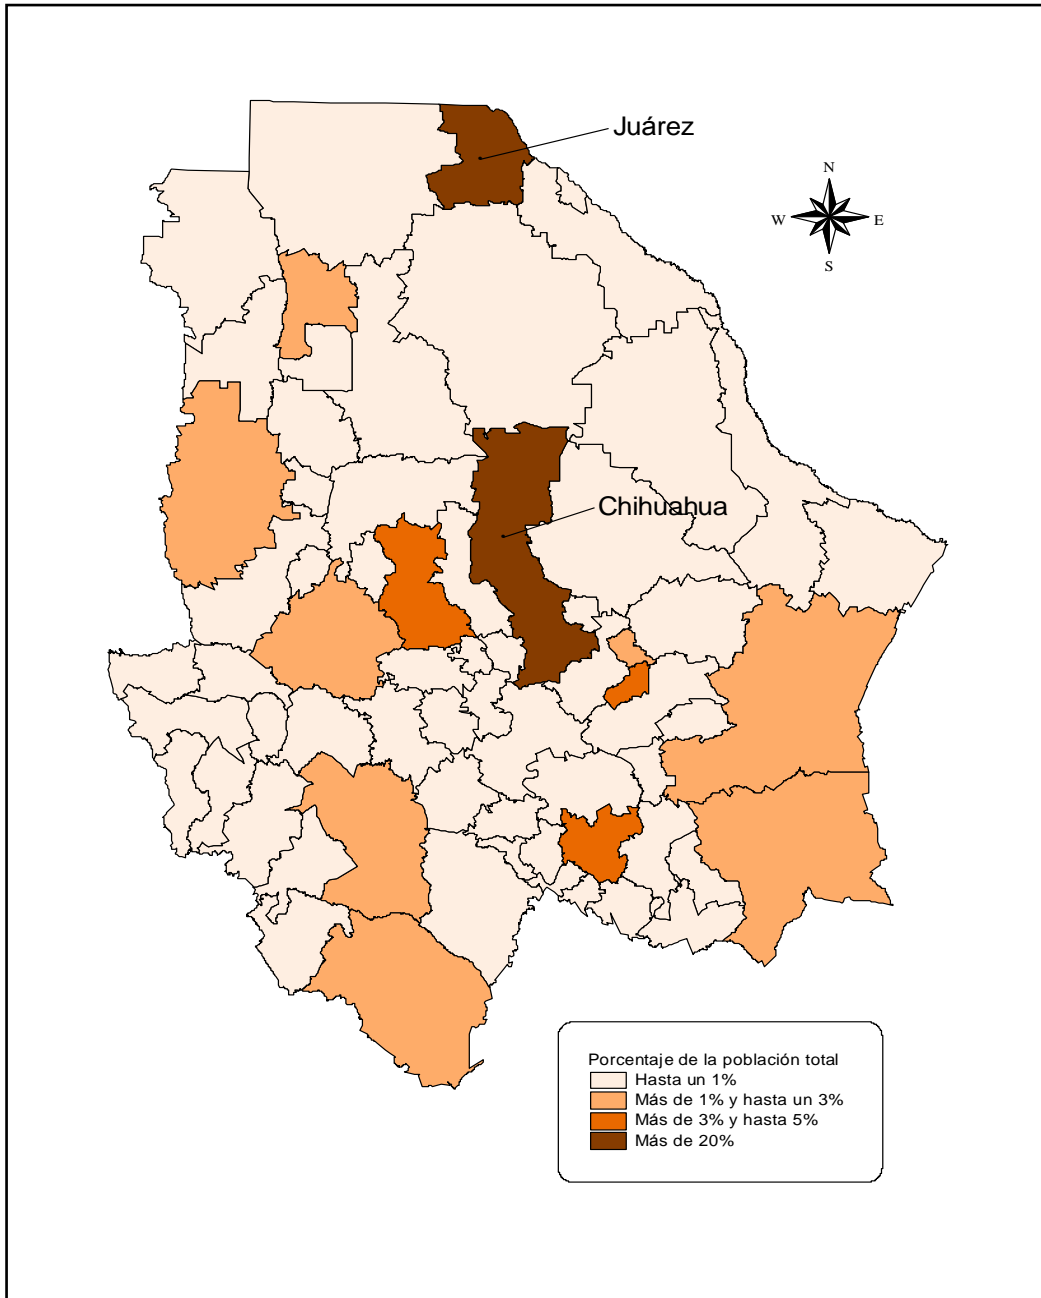 Juárez
N
W E
S
Chihuahua
Porcentaje de la población total
Hasta un 1%
Más de 1% y hasta un 3%
Más de 3% y hasta 5%
Más de 20%